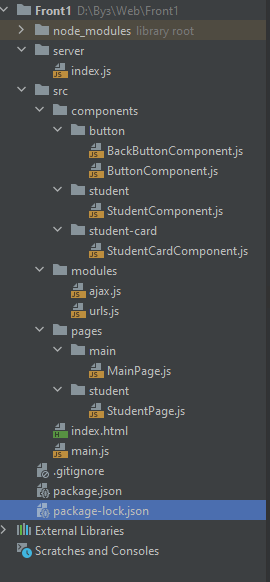 Front1 D:\Bys\Web\Front1
node_modules library root
server
index.js
src
components
button
BackButtonComponent.js
ButtonComponent.js
student
StudentComponent.js
student-card
StudentCardComponent.js
modules
ajax.js
urls.js
pages
main
MainPage.js
student
StudentPage.js
index.html
main.js
.gitignore
package.json
package-lock.json
External Libraries
Scratches and Consoles